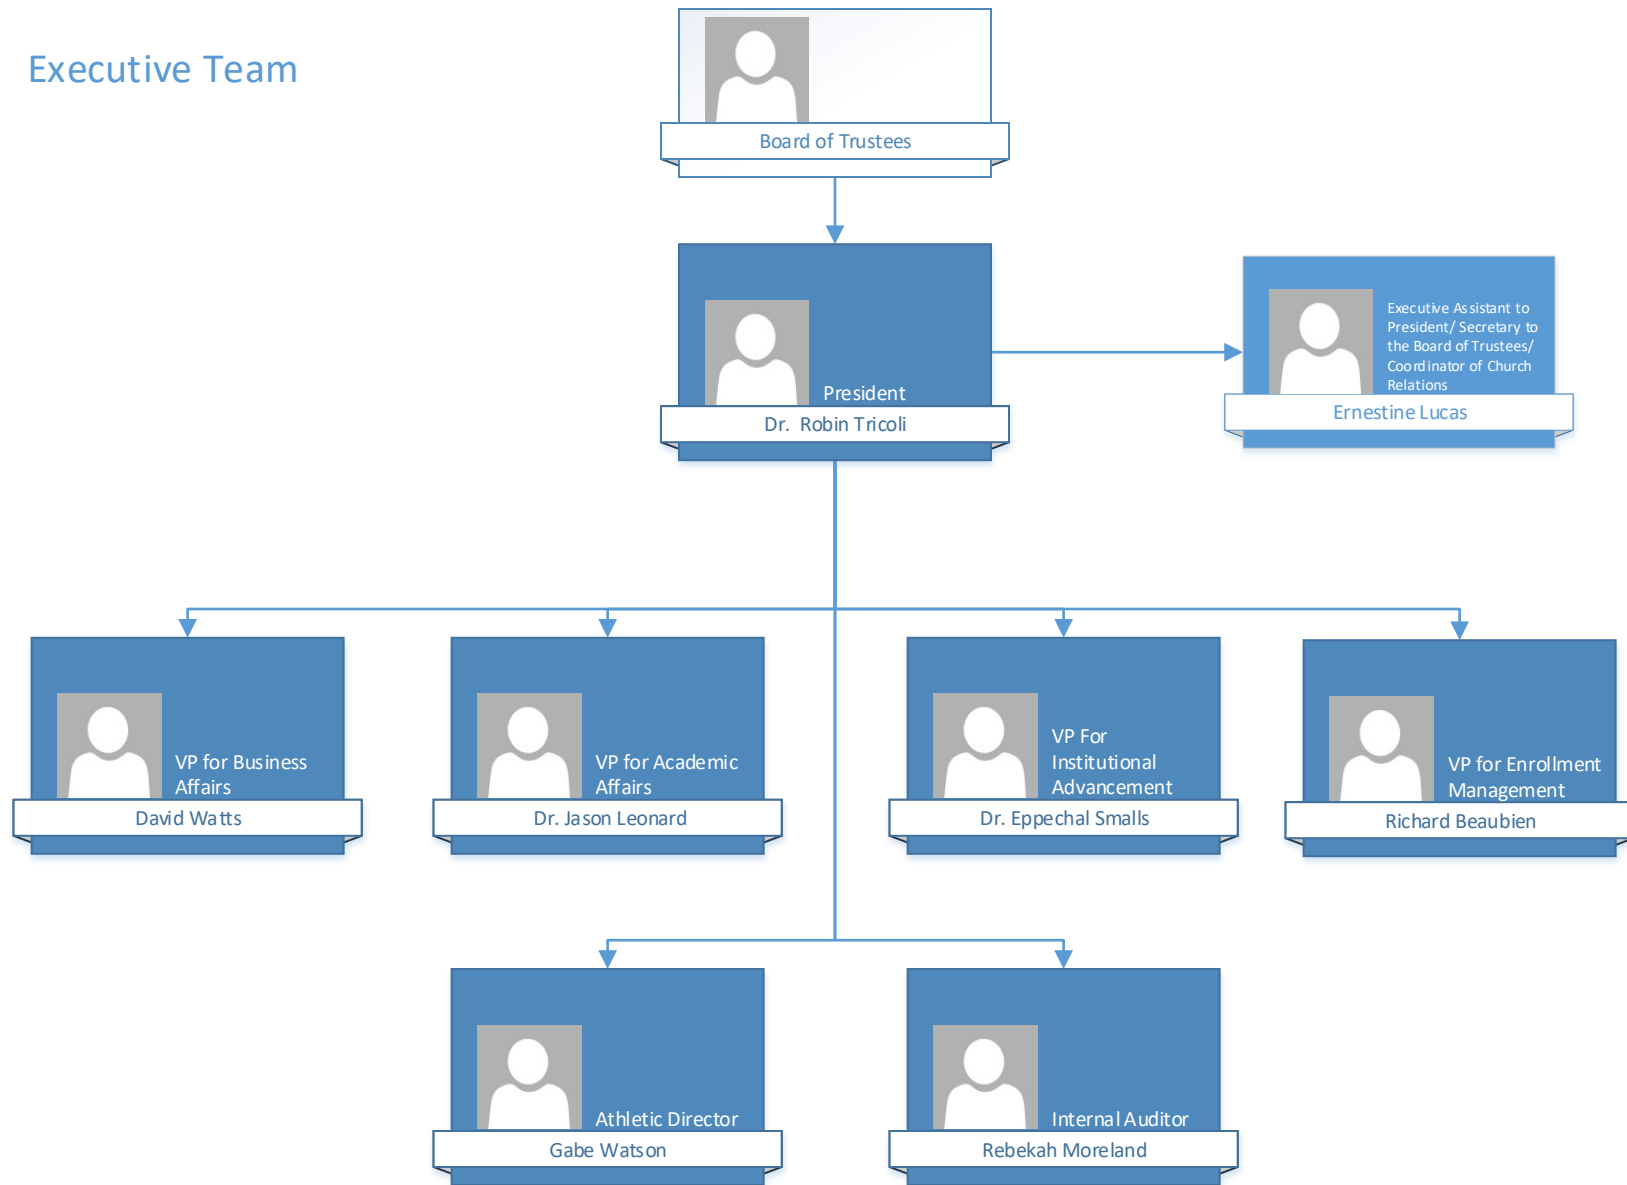 Executive Team
Board of Trustees
President
Dr.  Robin Tricoli
Executive Assistant to
President/ Secretary to
the Board of Trustees/
Coordinator of Church
Relations
Ernestine Lucas
VP for Business
Affairs
David Watts
VP for Academic
Affairs
Dr. Jason Leonard
VP For
Institutional
Advancement
Dr. Eppechal Smalls
VP for Enrollment
Management
Richard Beaubien
Athletic Director
Gabe Watson
Internal Auditor
Rebekah Moreland